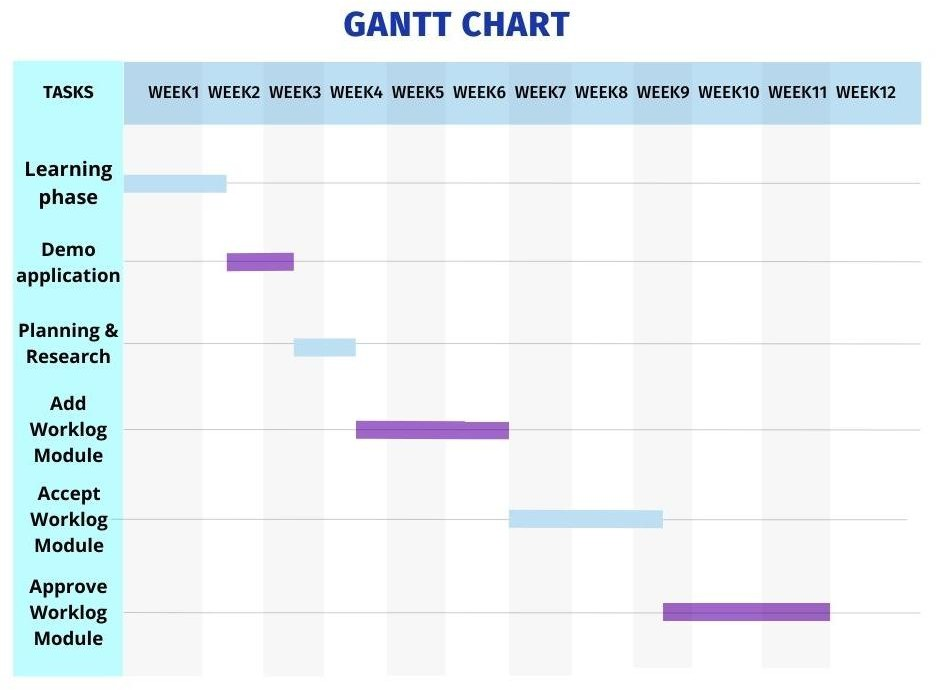 GANTT CHART
TASKS WEEK1 WEEK2 WEEK3 WEEK4 WEEK5 WEEK6 WEEK7 WEEK8 WEEK9 WEEK10 WEEK11 WEEK12
Learning
phase
Demo
application
Planning &
Research
Add
Worklog
Module
Accept
Worklog
Module
Approve
Worklog
Module